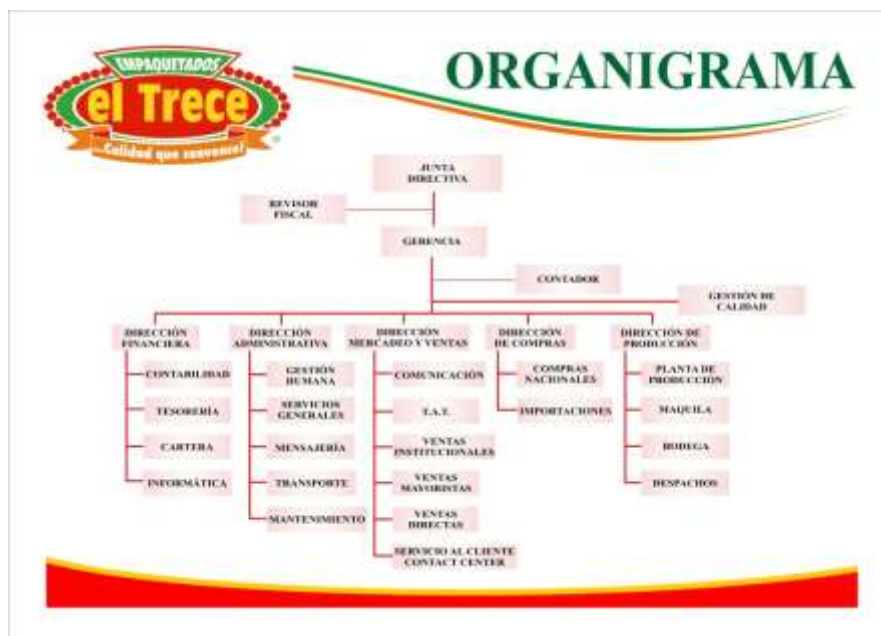 EMPAQUETADOS
el Trece
...Calidad que convence!
ORGANIGRAMA
JUNTA
DIRECTIVA
REVISOR
FISCAL
GERENCIA
CONTADOR
GESTIÓN DE
CALIDAD
DIRECCIÓN
FINANCIERA
CONTABILIDAD
TESORERÍA
CARTERA
INFORMÁTICA
DIRECCIÓN
ADMINISTRATIVA
GESTIÓN
HUMANA
SERVICIOS
GENERALES
MENSAJERÍA
TRANSPORTE
MANTENIMIENTO
DIRECCIÓN
MERCADEO Y VENTAS
COMUNICACIÓN
T.A.T.
VENTAS
INSTITUCIONALES
VENTAS
MAYORISTAS
VENTAS
DIRECTAS
SERVICIO AL CLIENTE
CONTACT CENTER
DIRECCIÓN
DE COMPRAS
COMPRAS
NACIONALES
IMPORTACIONES
DIRECCIÓN DE
PRODUCCIÓN
PLANTA DE
PRODUCCIÓN
MAQUILA
BODEGA
DESPACHOS